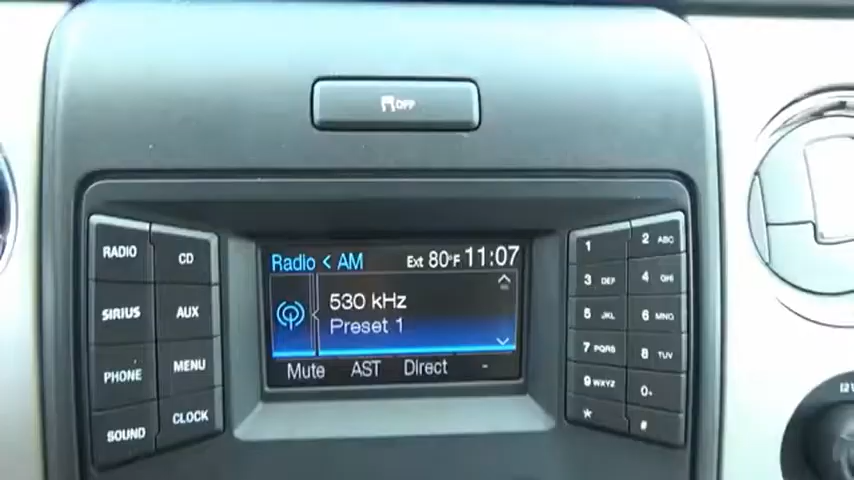 OFF
Radio < AM Ext 80°F 11:07
530 kHz
Preset 1
Mute AST Direct -
RADIO CD
SIRIUS AUX
PHONE MENU
SOUND CLOCK
1 2 ABC
3 DEF 4 GHI
5 JKL 6 MNO
7 PQRS 8 TUV
9 WXYZ 0
* #